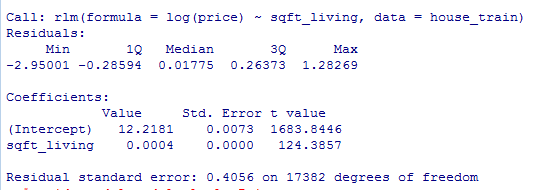 Call: rlm(formula = log(price) ~ sqft_living, data = house_train)
Residuals:
Min 1Q Median 3Q Max
-2.95001 -0.28594 0.01775 0.26373 1.28269
Coefficients:
Value Std. Error t value
(Intercept) 12.2181 0.0073 1683.8446
sqft_living 0.0004 0.0000 124.3857
Residual standard error: 0.4056 on 17382 degrees of freedom